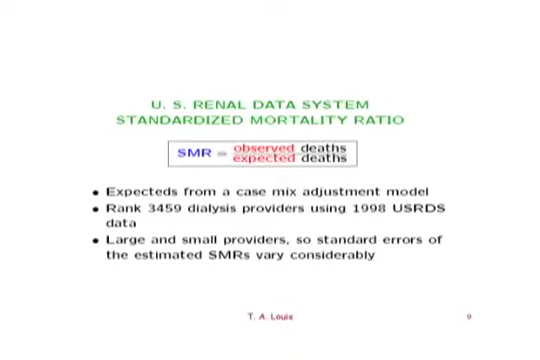 U. S. RENAL DATA SYSTEM
STANDARDIZED MORTALITY RATIO
SMR = observed deaths
expected deaths
• Expecteds from a case mix adjustment model
• Rank 3459 dialysis providers using 1998 USRDS
data
• Large and small providers, so standard errors of
the estimated SMRs vary considerably
T. A. Louis 9